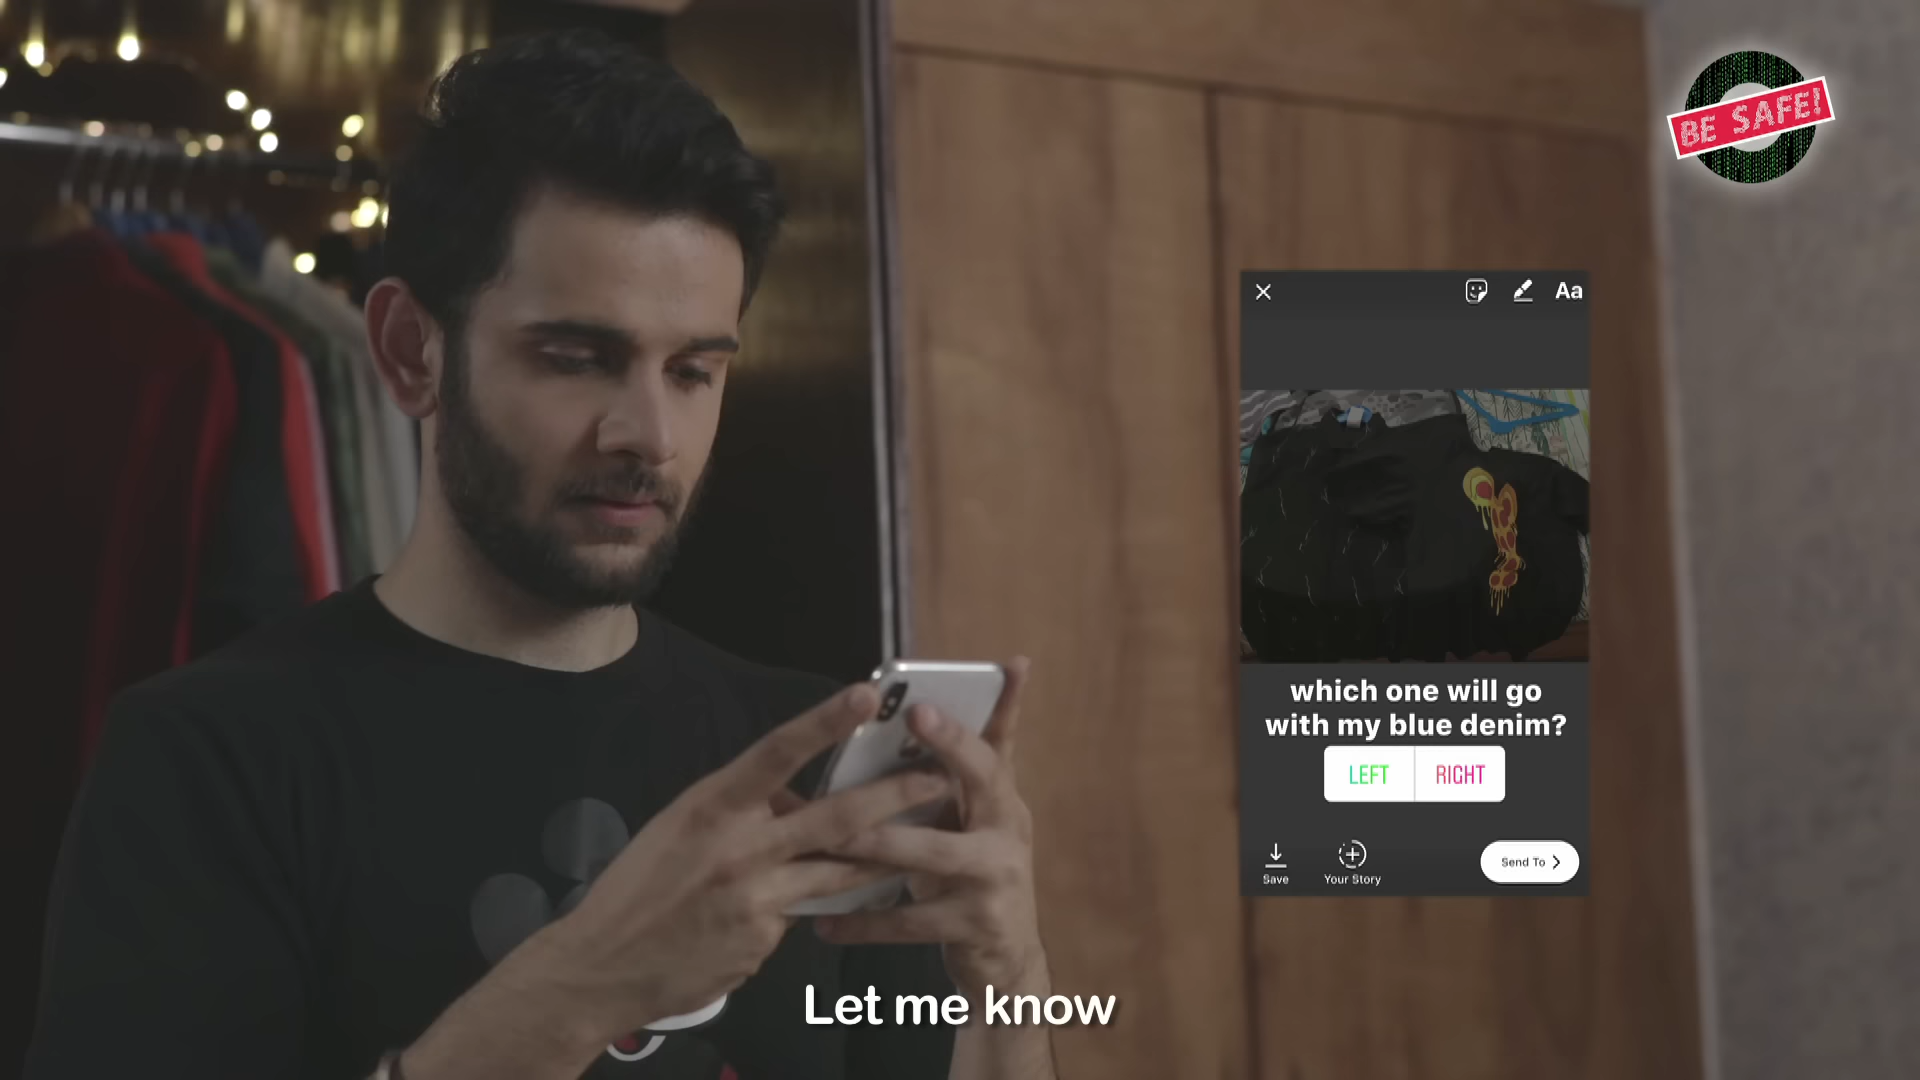 BE SAFE!
Aa
which one will go
with my blue denim?
LEFT RIGHT
Save
Your Story
Send To
Let me know